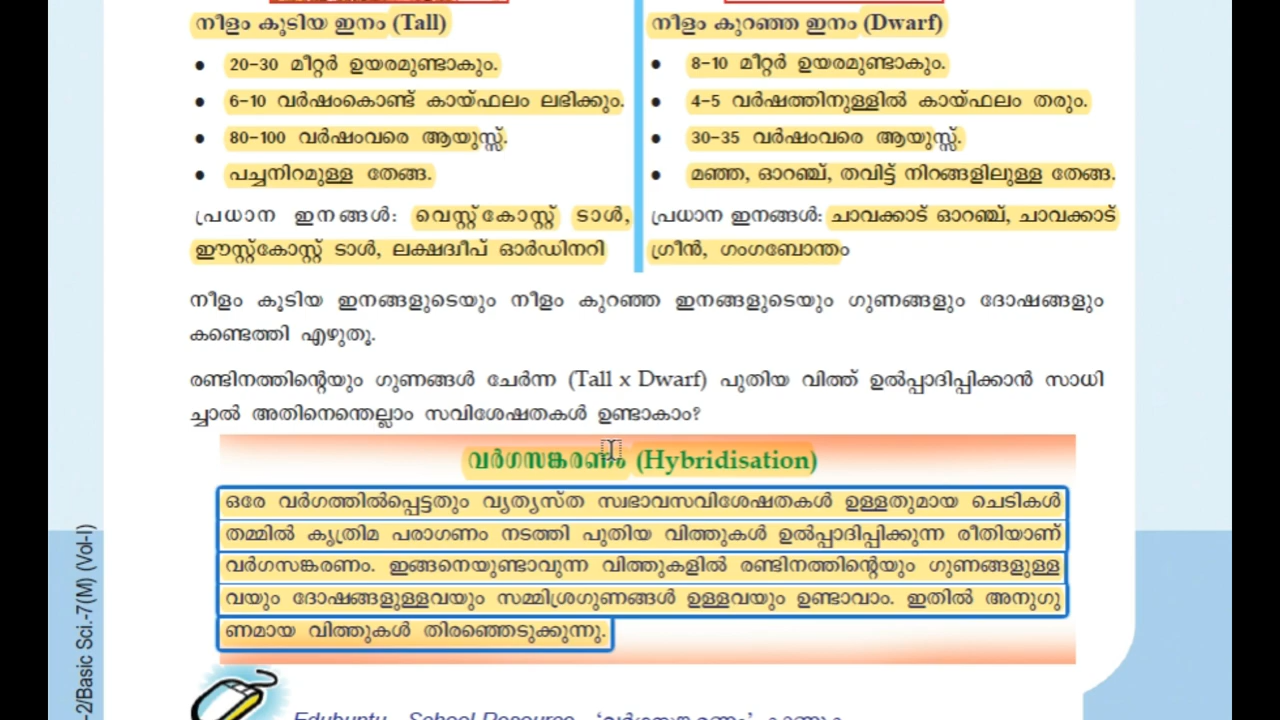 നീളം കൂടിയ ഇനം (Tall)
• 20-30 മീറ്റർ ഉയരമുണ്ടാകും.
• 6-10 വർഷംകൊണ്ട് കായ്ഫലം ലഭിക്കും.
• 80-100 വർഷംവരെ ആയുസ്സ്.
• പച്ചനിറമുള്ള തേങ്ങ.
പ്രധാന ഇനങ്ങൾ: വെസ്റ്റ്കോസ്റ്റ് ടാൾ,
ഈസ്റ്റ്കോസ്റ്റ് ടാൾ, ലക്ഷദ്വീപ് ഓർഡിനറി
നീളം കുറഞ്ഞ ഇനം (Dwarf)
• 8-10 മീറ്റർ ഉയരമുണ്ടാകും.
• 4-5 വർഷത്തിനുള്ളിൽ കായ്ഫലം തരും.
• 30-35 വർഷംവരെ ആയുസ്സ്.
• മഞ്ഞ, ഓറഞ്ച്, തവിട്ട് നിറങ്ങളിലുള്ള തേങ്ങ.
പ്രധാന ഇനങ്ങൾ: ചാവക്കാട് ഓറഞ്ച്, ചാവക്കാട്
ഗ്രീൻ, ഗംഗബോന്തം
നീളം കൂടിയ ഇനങ്ങളുടെയും നീളം കുറഞ്ഞ ഇനങ്ങളുടെയും ഗുണങ്ങളും ദോഷങ്ങളും
കണ്ടെത്തി എഴുതൂ.
രണ്ടിനത്തിന്റെയും ഗുണങ്ങൾ ചേർന്ന (Tall x Dwarf) പുതിയ വിത്ത് ഉൽപ്പാദിപ്പിക്കാൻ സാധി
ച്ചാൽ അതിനെന്തെല്ലാം സവിശേഷതകൾ ഉണ്ടാകാം?
വർഗസങ്കരണം (Hybridisation)
ഒരേ വർഗത്തിൽപ്പെട്ടതും വ്യത്യസ്ത സ്വഭാവസവിശേഷതകൾ ഉള്ളതുമായ ചെടികൾ
തമ്മിൽ കൃത്രിമ പരാഗണം നടത്തി പുതിയ വിത്തുകൾ ഉൽപ്പാദിപ്പിക്കുന്ന രീതിയാണ്
വർഗസങ്കരണം. ഇങ്ങനെയുണ്ടാവുന്ന വിത്തുകളിൽ രണ്ടിനത്തിന്റെയും ഗുണങ്ങളുള്ള
വയും ദോഷങ്ങളുള്ളവയും സമ്മിശ്രഗുണങ്ങൾ ഉള്ളവയും ഉണ്ടാവാം. ഇതിൽ അനുഗു
ണമായ വിത്തുകൾ തിരഞ്ഞെടുക്കുന്നു.
Edubuntu - School Resource - 'വർഗസങ്കരണം' കാണുക
-2/Basic Sci.-7(M) (Vol-I)